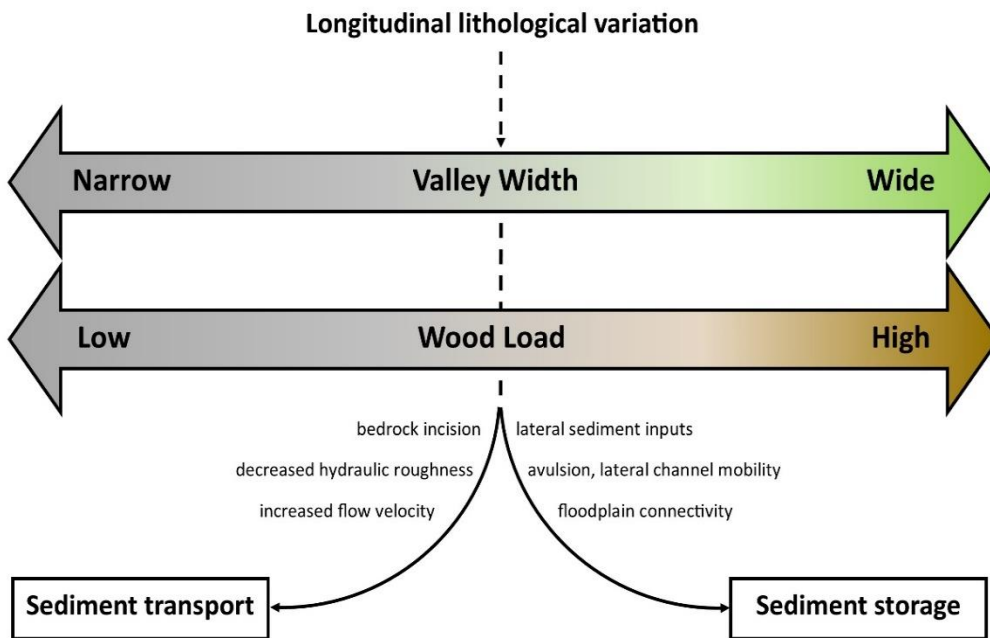 Longitudinal lithological variation
Narrow Valley Width Wide
Low Wood Load High
bedrock incision lateral sediment inputs
decreased hydraulic roughness avulsion, lateral channel mobility
increased flow velocity floodplain connectivity
Sediment transport Sediment storage